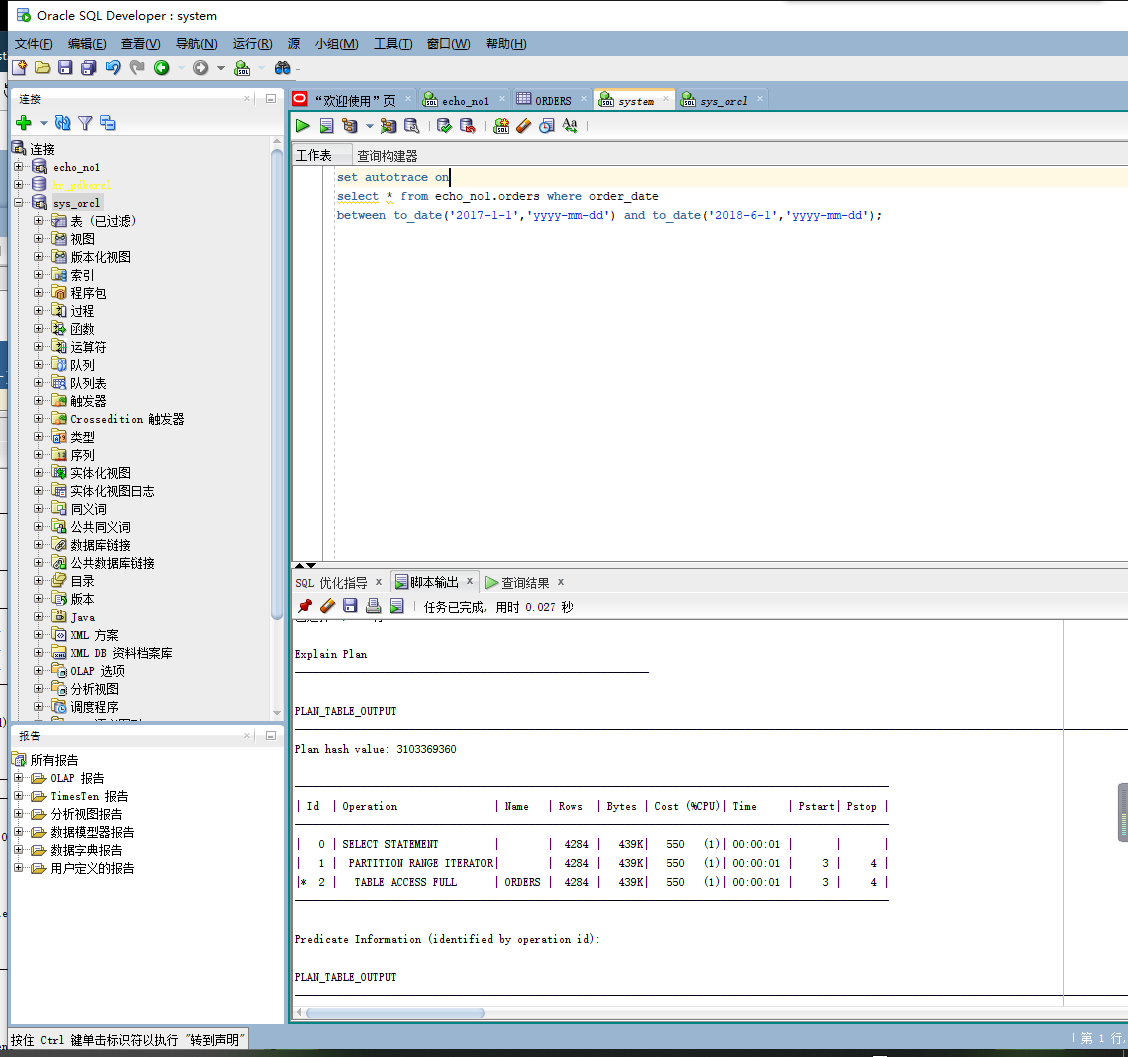 Oracle SQL Developer : system
文件(F) 编辑(E) 查看(V) 导航(N) 运行(R) 源 小组(M) 工具(T) 窗口(W) 帮助(H)
连接
“欢迎使用”页 echo_no1 ORDERS system sys_orcl
工作表 查询构建器
连接
echo_no1
sys_orcl
表 (已过滤)
视图
版本化视图
索引
程序包
过程
函数
运算符
队列
队列表
触发器
Crossedition 触发器
类型
序列
实体化视图
实体化视图日志
同义词
公共同义词
数据库链接
公共数据库链接
目录
版本
Java
XML 方案
XML DB 资料档案库
OLAP 选项
分析视图
调度程序
set autotrace on
select * from echo_no1.orders where order_date
between to_date('2017-1-1','yyyy-mm-dd') and to_date('2018-6-1','yyyy-mm-dd');
SQL 优化指导 脚本输出 查询结果
任务已完成, 用时 0.027 秒
Explain Plan
PLAN_TABLE_OUTPUT
Plan hash value: 3103369360
| Id | Operation | Name | Rows | Bytes | Cost (%CPU)| Time | Pstart| Pstop |
| 0 | SELECT STATEMENT | | 4284 | 439K| 550 (1)| 00:00:01 | | |
| 1 | PARTITION RANGE ITERATOR| | 4284 | 439K| 550 (1)| 00:00:01 | 3 | 4 |
|* 2 | TABLE ACCESS FULL | ORDERS | 4284 | 439K| 550 (1)| 00:00:01 | 3 | 4 |
Predicate Information (identified by operation id):
PLAN_TABLE_OUTPUT
报告
所有报告
OLAP 报告
TimesTen 报告
分析视图报告
数据模型器报告
数据字典报告
用户定义的报告
按住 Ctrl 键单击标识符以执行 "转到声明"
第 1 行,